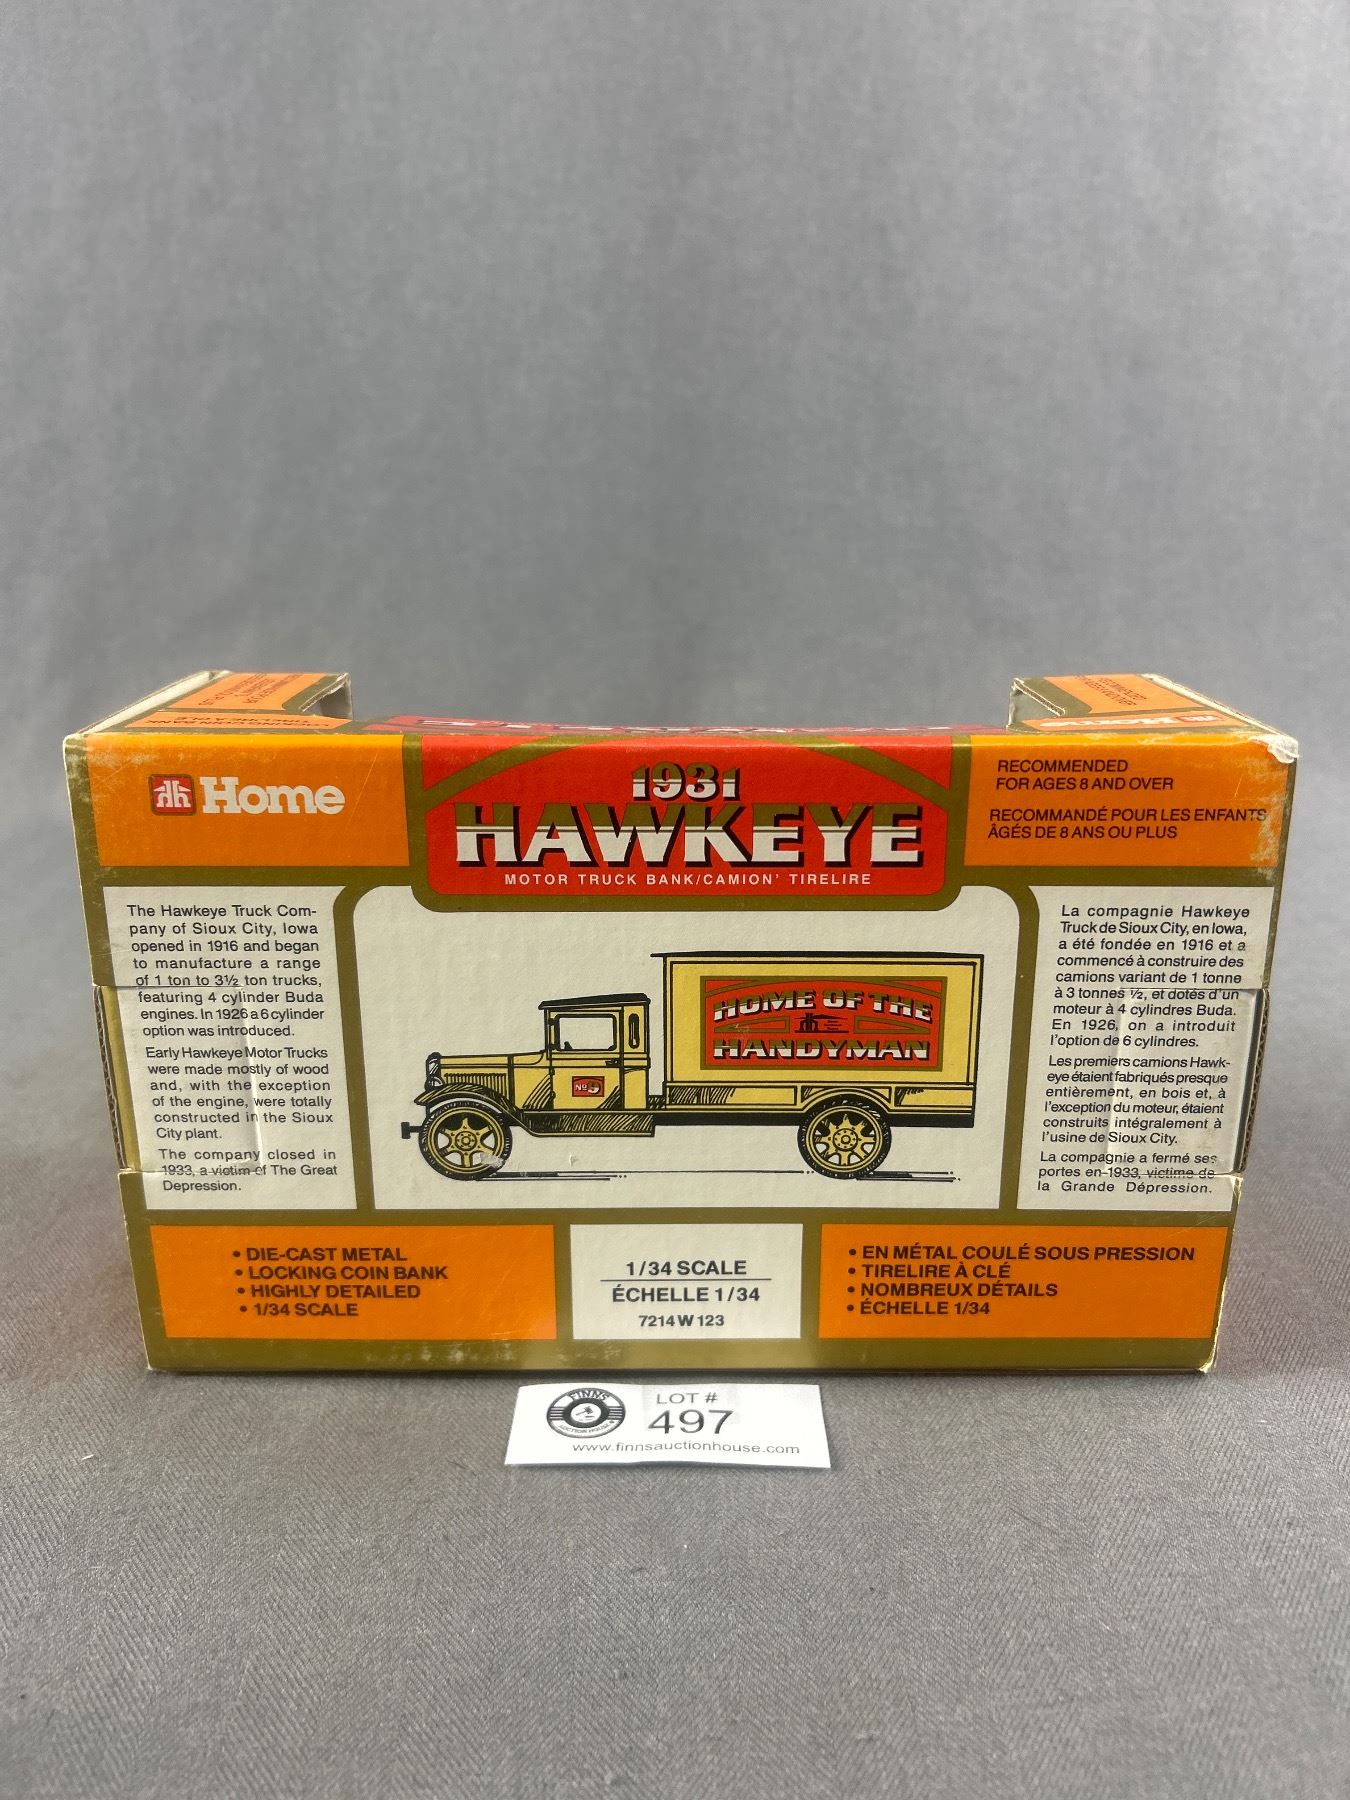 Home
1931
HAWKEYE
MOTOR TRUCK BANK/CAMION' TIRELIRE
RECOMMENDED
FOR AGES 8 AND OVER
RECOMMANDÉ POUR LES ENFANTS
ÂGÉS DE 8 ANS OU PLUS
The Hawkeye Truck Com-
pany of Sioux City, Iowa
opened in 1916 and began
to manufacture a range
of 1 ton to 3½ ton trucks,
featuring 4 cylinder Buda
engines. In 1926 a 6 cylinder
option was introduced.
Early Hawkeye Motor Trucks
were made mostly of wood
and, with the exception
of the engine, were totally
constructed in the Sioux
City plant.
The company closed in
1933, a victim of The Great
Depression.
HOME OF THE
HANDYMAN
No 9
La compagnie Hawkeye
Truck de Sioux City, en Iowa,
a été fondée en 1916 et a
commencé à construire des
camions variant de 1 tonne
à 3 tonnes ½, et dotés d'un
moteur à 4 cylindres Buda.
En 1926, on a introduit
l'option de 6 cylindres.
Les premiers camions Hawk-
eye étaient fabriqués presque
entièrement, en bois et, à
l'exception du moteur, étaient
construits intégralement à
l'usine de Sioux City.
La compagnie a fermé ses
portes en 1933, victime de
la Grande Dépression.
• DIE-CAST METAL
• LOCKING COIN BANK
• HIGHLY DETAILED
• 1/34 SCALE
1/34 SCALE
ÉCHELLE 1/34
7214 W 123
• EN MÉTAL COULÉ SOUS PRESSION
• TIRELIRE À CLÉ
• NOMBREUX DÉTAILS
• ÉCHELLE 1/34
FINNS
AUCTION HOUSE
LOT #
497
www.finnsauctionhouse.com